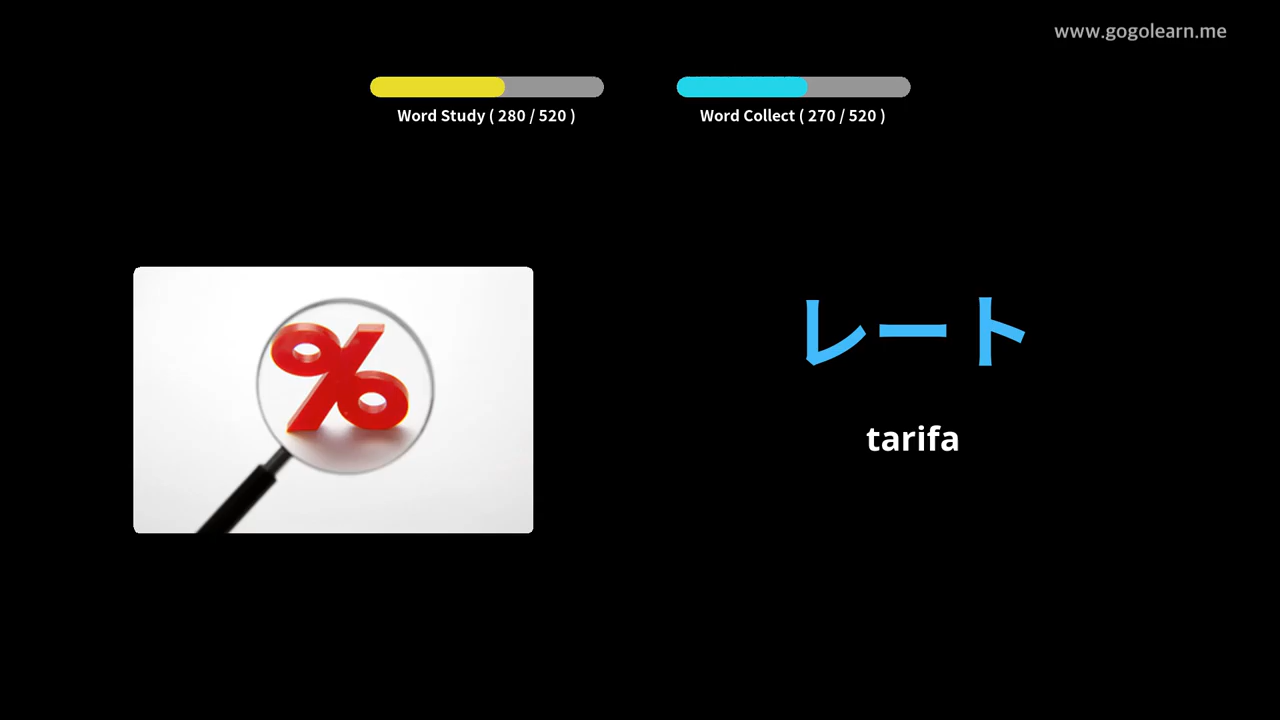 www.gogolearn.me
Word Study ( 280 / 520 )
Word Collect ( 270 / 520 )
%
レート
tarifa